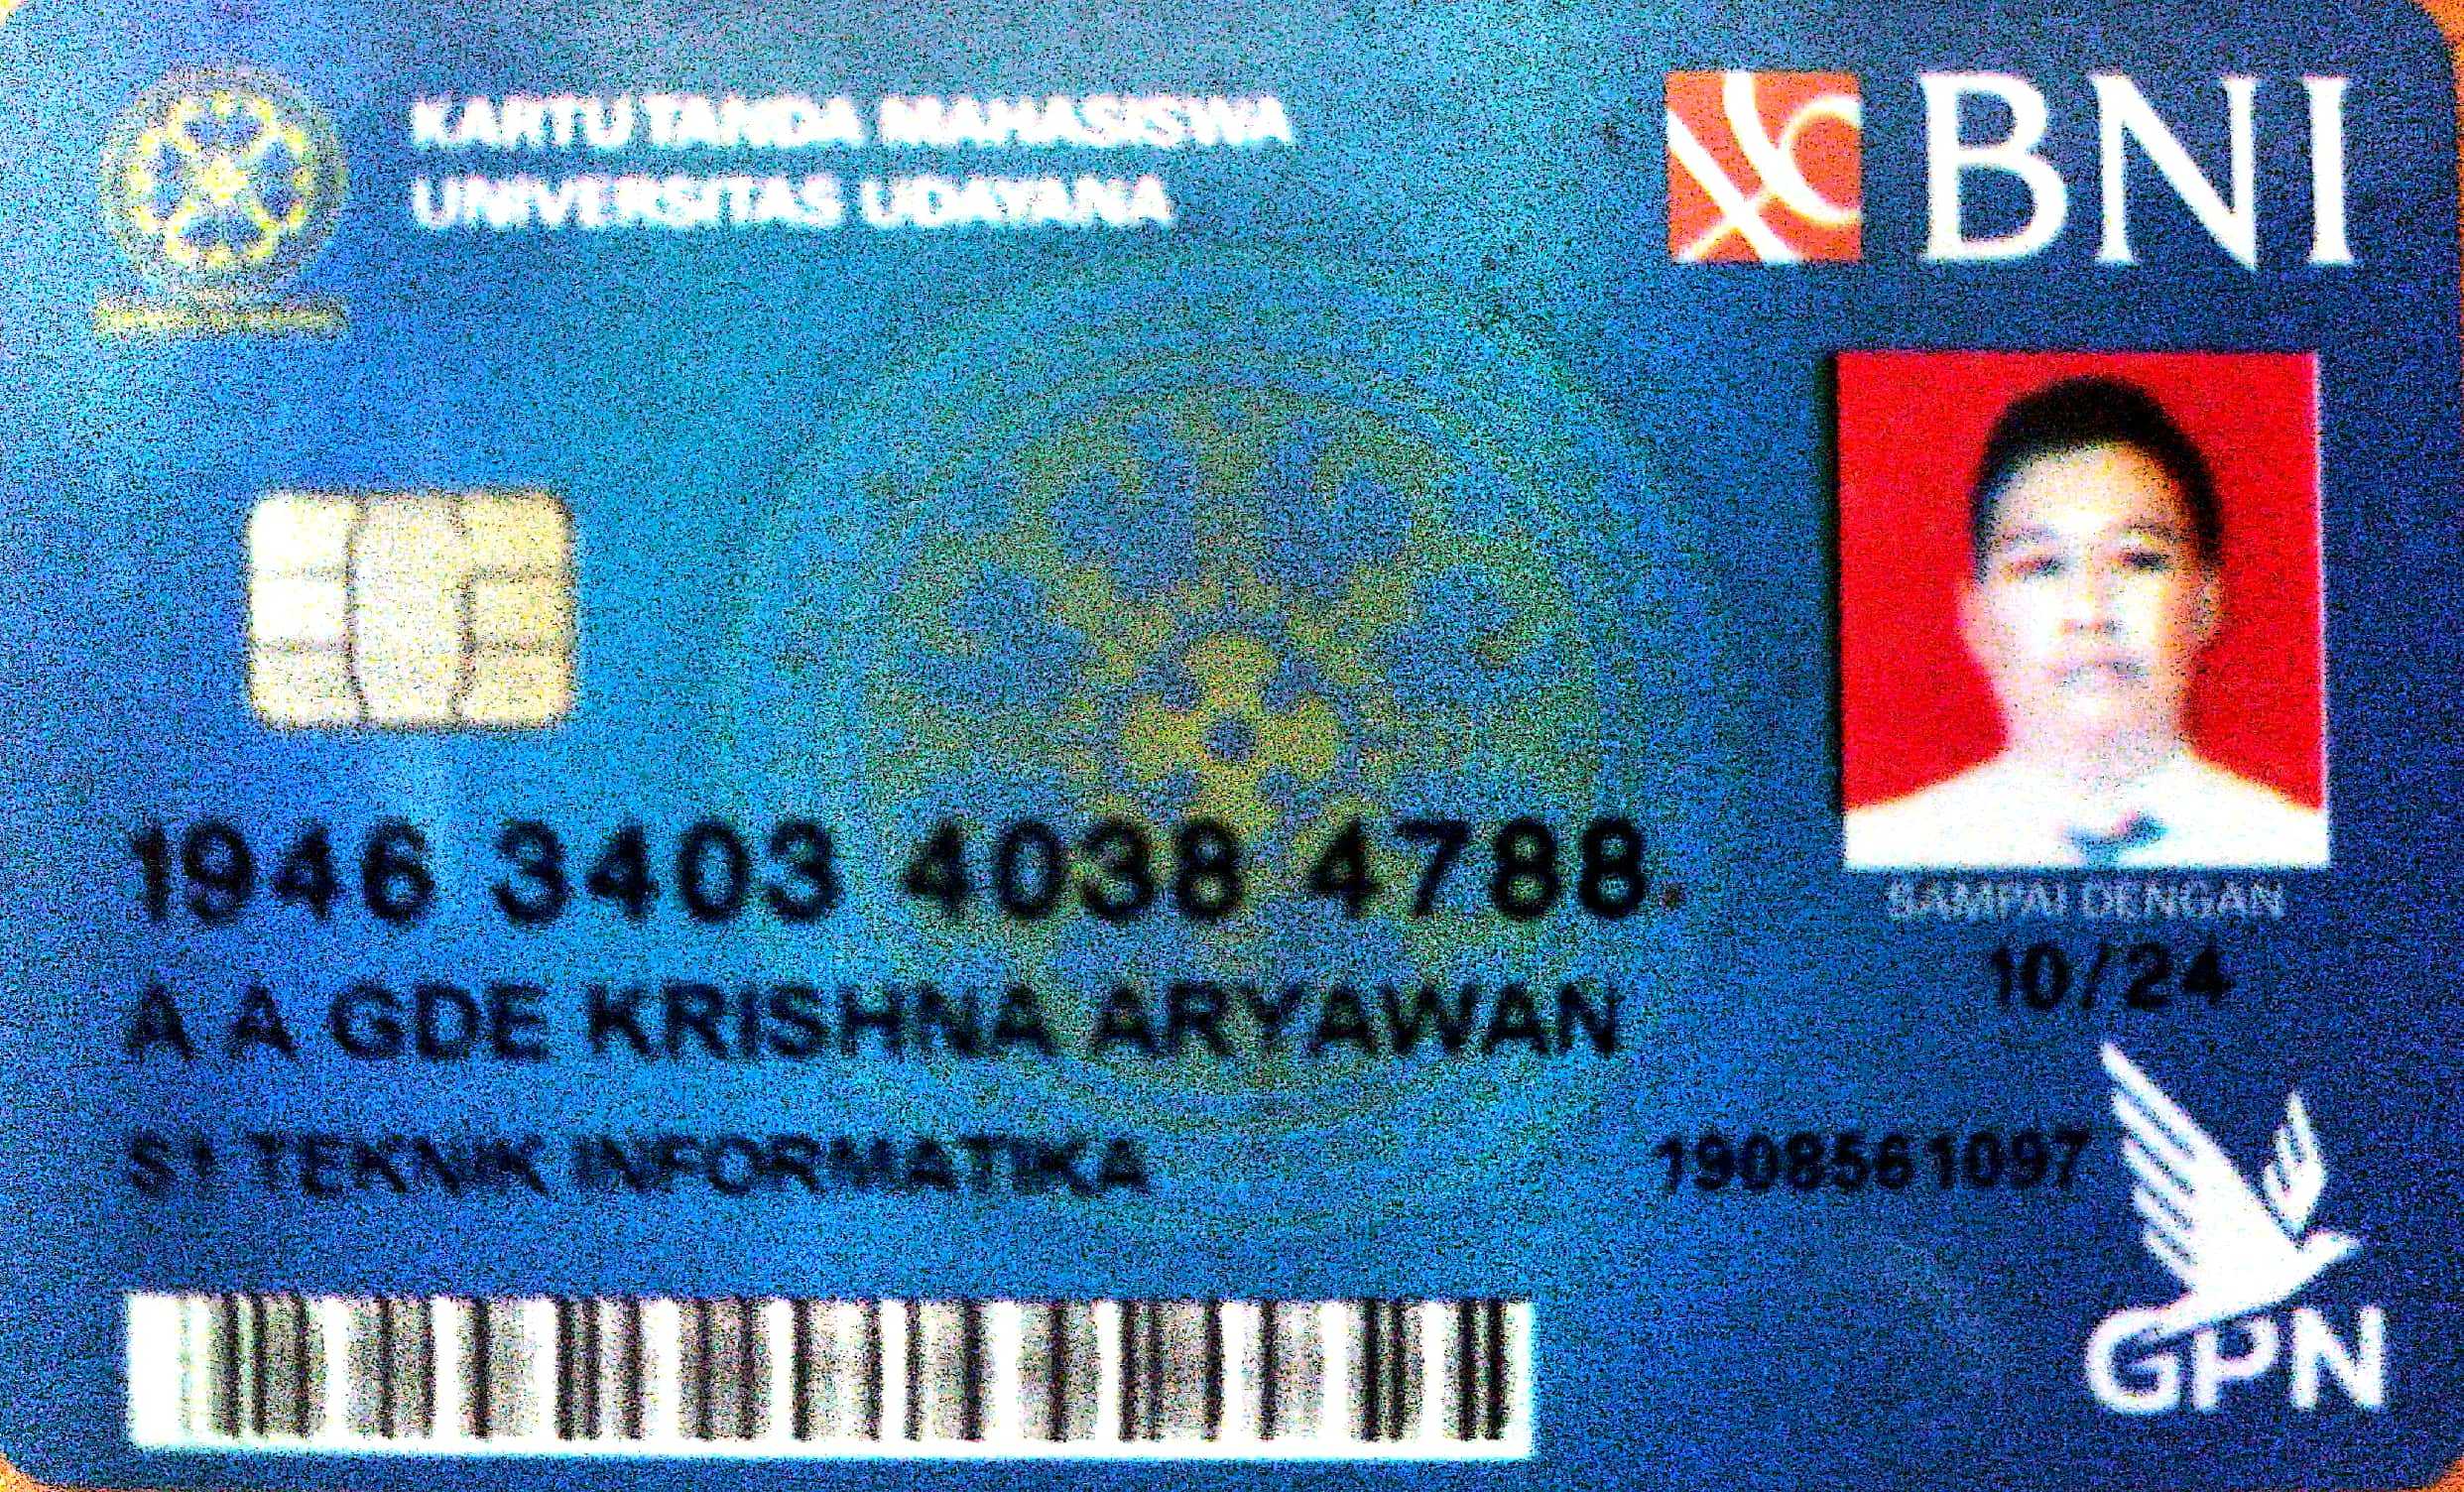 KARTU TANDA MAHASISWA
UNIVERSITAS UDAYANA
BNI
1946 3403 4038 4788
SAMPAI DENGAN
10/24
A A GDE KRISHNA ARYAWAN
S1 TEKNIK INFORMATIKA
1908561097
GPN